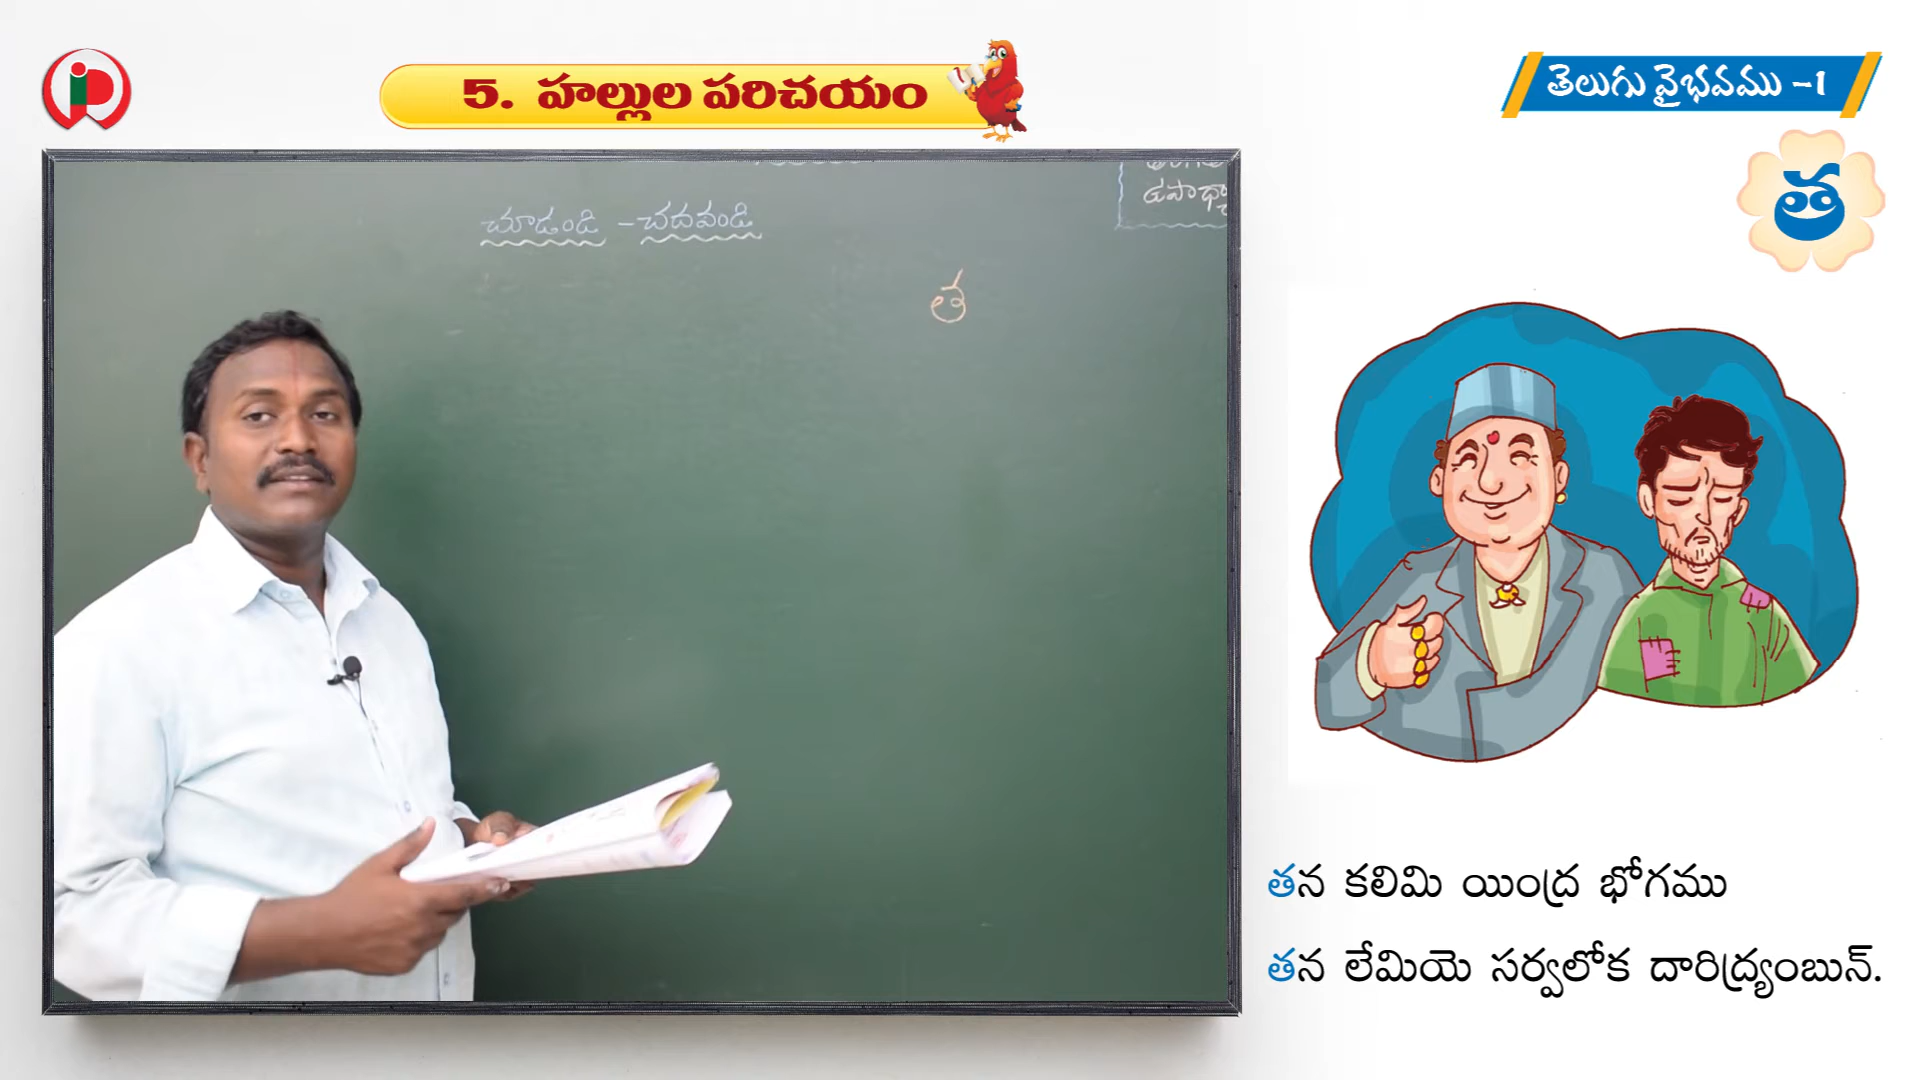 5. హల్లుల పరిచయం
తెలుగు వైభవము -1
త
చూడండి - చదవండి
త
తన కలిమి యింద్ర భోగము
తన లేమియె సర్వలోక దారిద్ర్యంబున్.